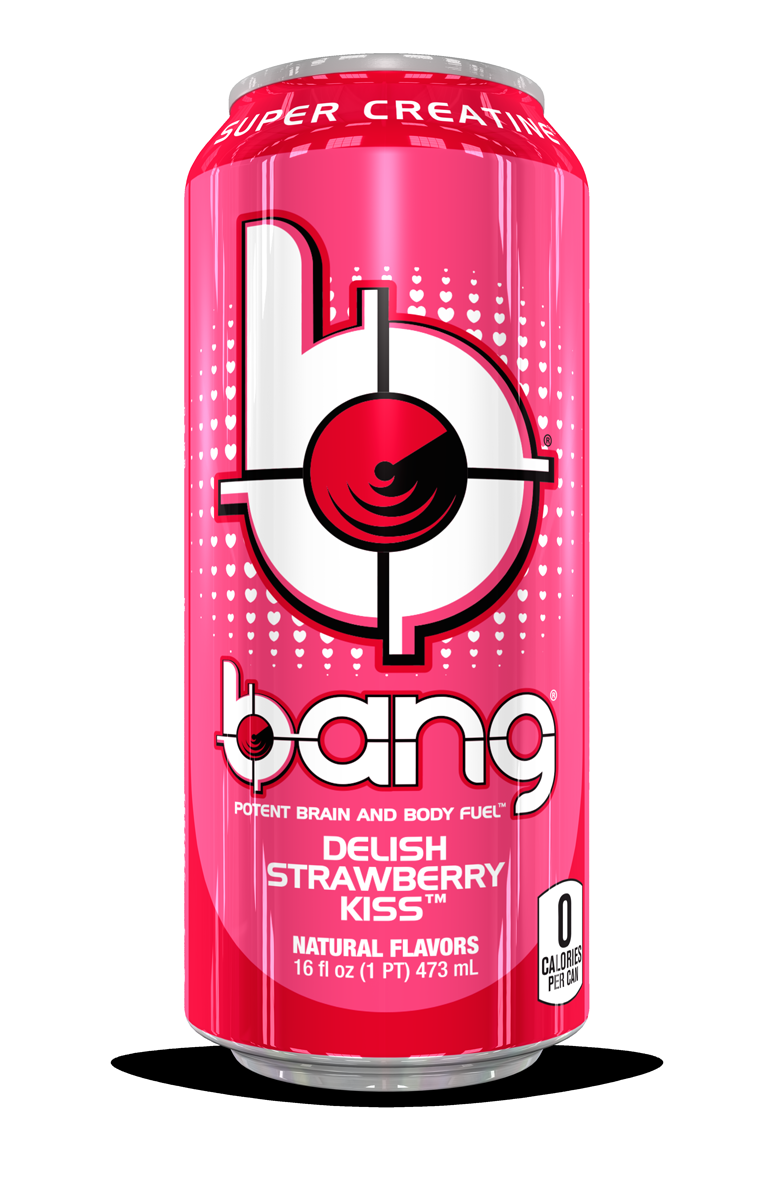 SUPER CREATINE
®
bang®
POTENT BRAIN AND BODY FUEL™
DELISH
STRAWBERRY
KISS™
NATURAL FLAVORS
16 fl oz (1 PT) 473 mL
0
CALORIES
PER CAN